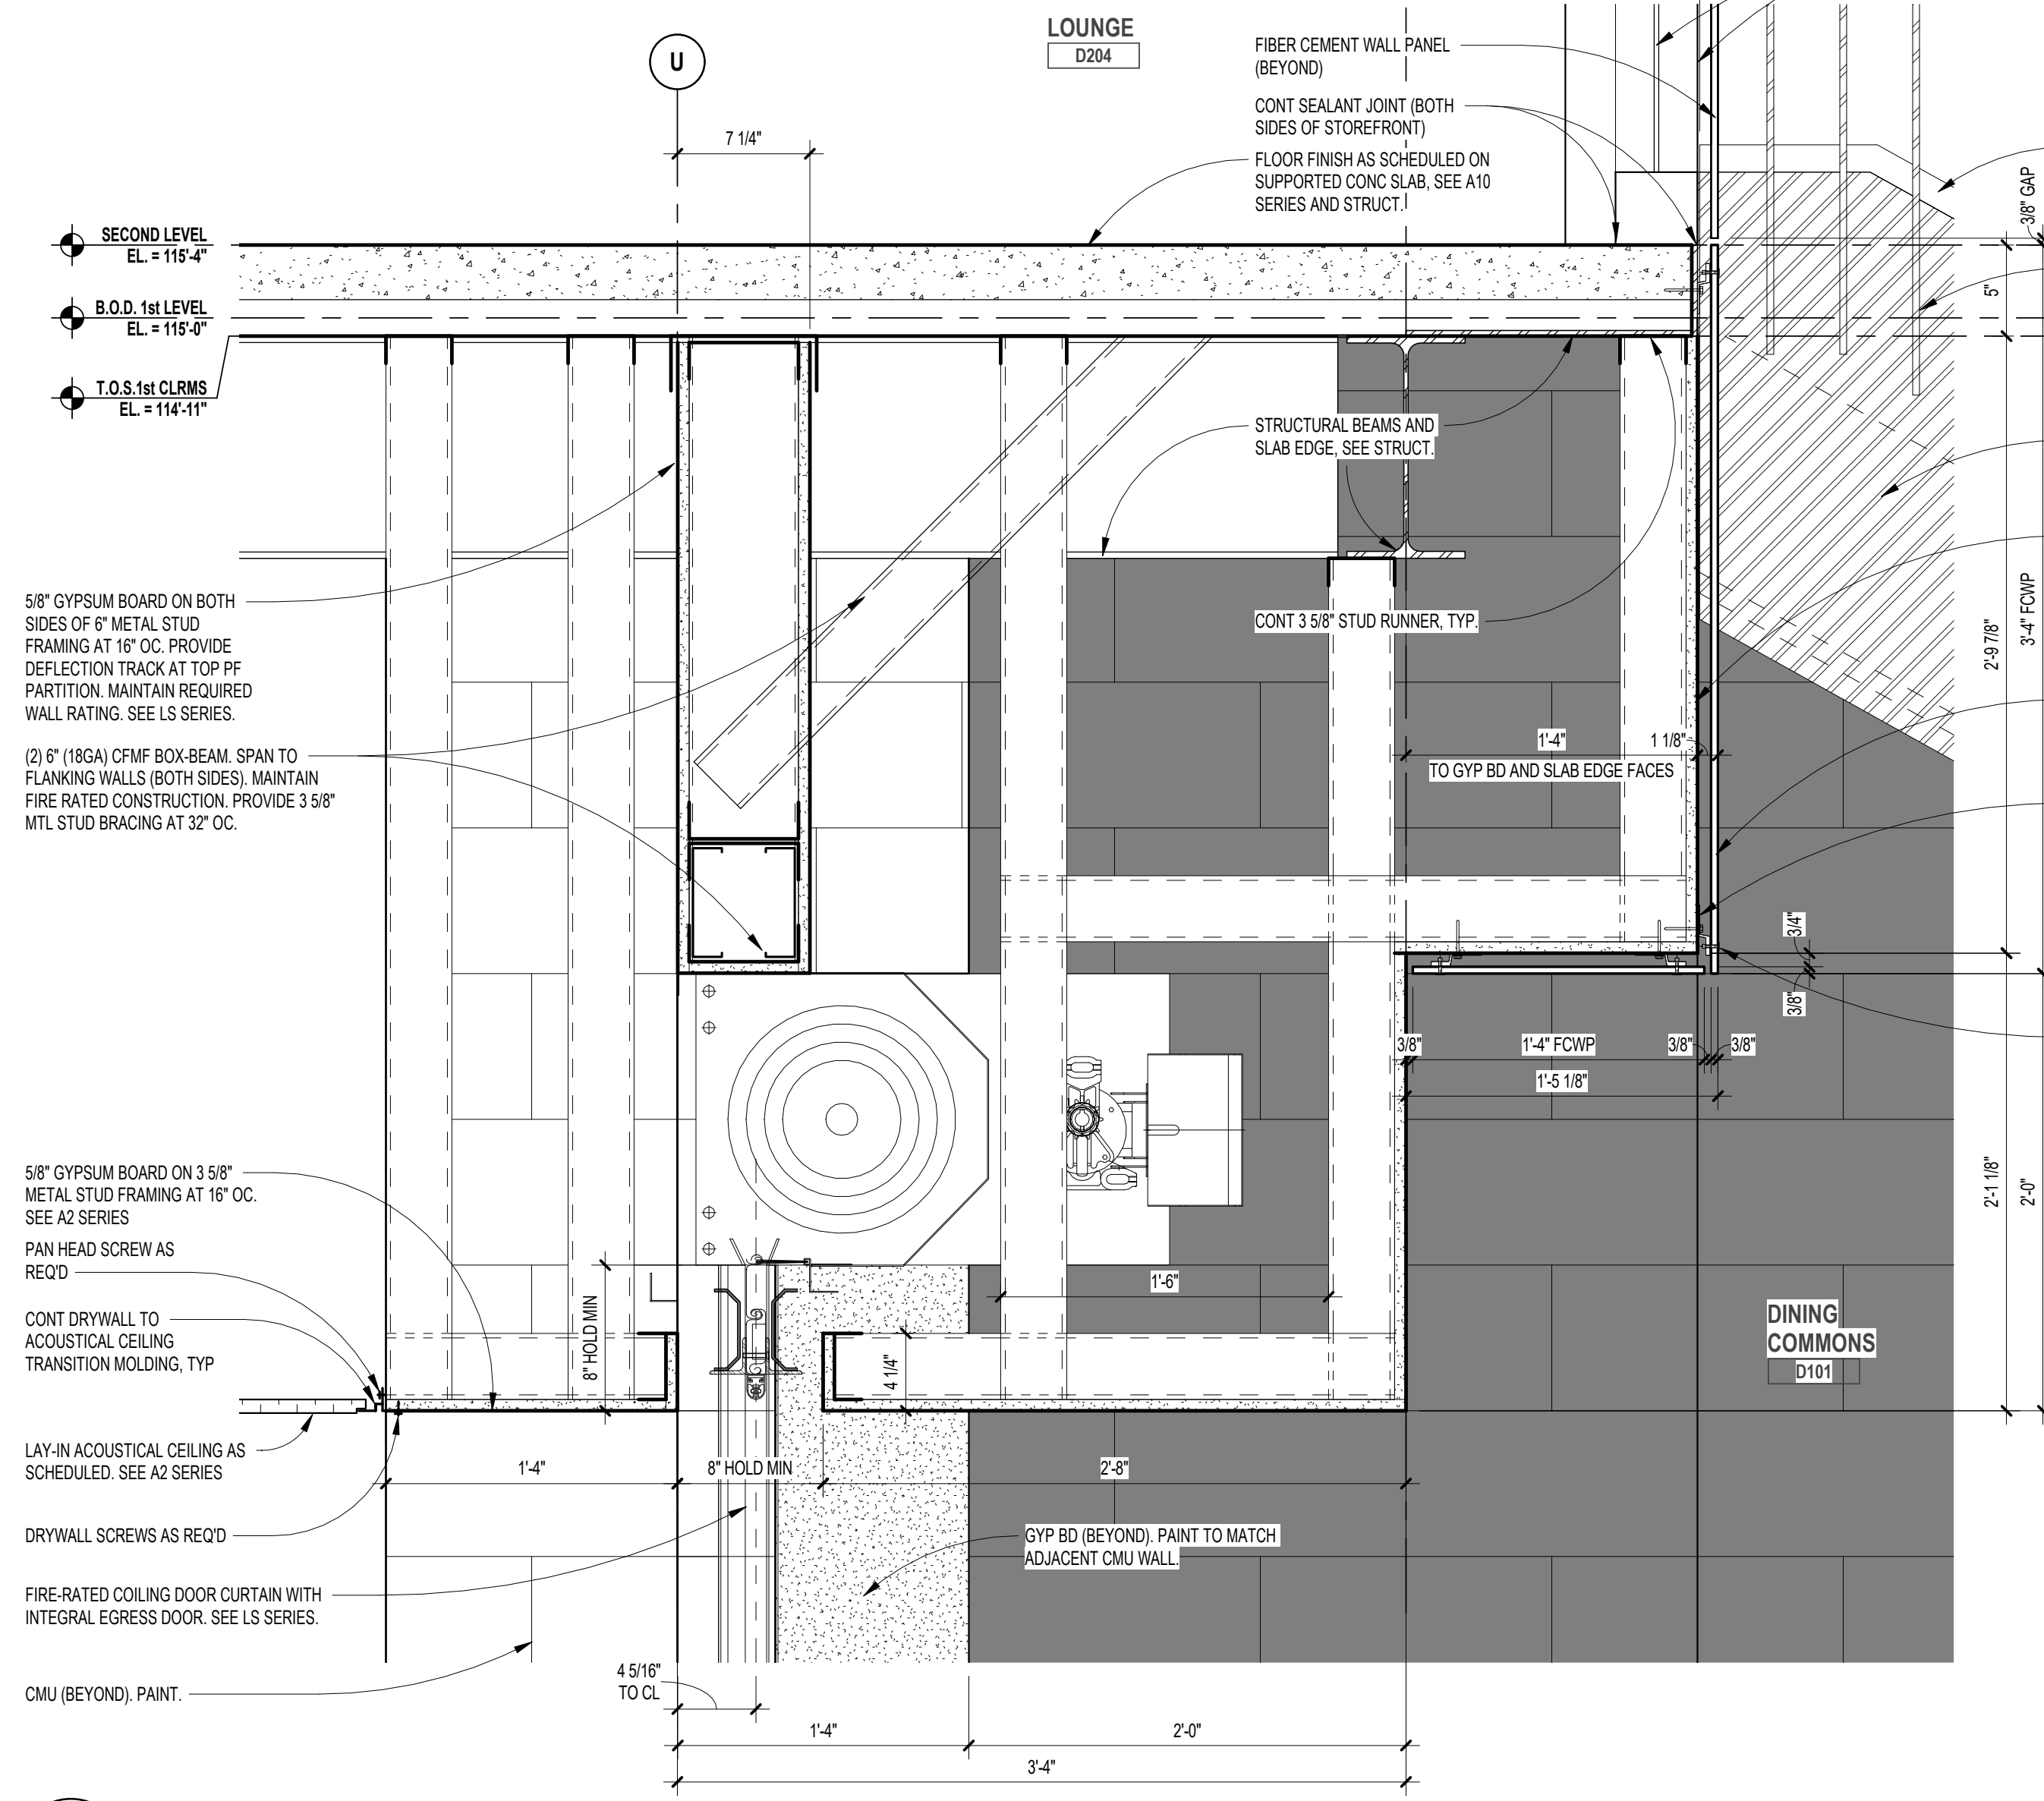 LOUNGE
D204
U
7 1/4"
FIBER CEMENT WALL PANEL
(BEYOND)
CONT SEALANT JOINT (BOTH
SIDES OF STOREFRONT)
FLOOR FINISH AS SCHEDULED ON
SUPPORTED CONC SLAB, SEE A10
SERIES AND STRUCT.
3/8" GAP
SECOND LEVEL
EL. = 115'-4"
B.O.D. 1st LEVEL
EL. = 115'-0"
T.O.S.1st CLRMS
EL. = 114'-11"
5"
STRUCTURAL BEAMS AND
SLAB EDGE, SEE STRUCT.
CONT 3 5/8" STUD RUNNER, TYP.
2'-9 7/8"
3'-4" FCWP
5/8" GYPSUM BOARD ON BOTH
SIDES OF 6" METAL STUD
FRAMING AT 16" OC. PROVIDE
DEFLECTION TRACK AT TOP PF
PARTITION. MAINTAIN REQUIRED
WALL RATING. SEE LS SERIES.
(2) 6" (18GA) CFMF BOX-BEAM. SPAN TO
FLANKING WALLS (BOTH SIDES). MAINTAIN
FIRE RATED CONSTRUCTION. PROVIDE 3 5/8"
MTL STUD BRACING AT 32" OC.
1'-4"
1 1/8"
TO GYP BD AND SLAB EDGE FACES
3/4"
3/8"
3/8"
1'-4" FCWP
3/8"
3/8"
1'-5 1/8"
2'-1 1/8"
2'-0"
5/8" GYPSUM BOARD ON 3 5/8"
METAL STUD FRAMING AT 16" OC.
SEE A2 SERIES
PAN HEAD SCREW AS
REQ'D
CONT DRYWALL TO
ACOUSTICAL CEILING
TRANSITION MOLDING, TYP
8" HOLD MIN
1'-6"
4 1/4"
DINING
COMMONS
D101
LAY-IN ACOUSTICAL CEILING AS
SCHEDULED. SEE A2 SERIES
1'-4"
8" HOLD MIN
2'-8"
DRYWALL SCREWS AS REQ'D
GYP BD (BEYOND). PAINT TO MATCH
ADJACENT CMU WALL.
FIRE-RATED COILING DOOR CURTAIN WITH
INTEGRAL EGRESS DOOR. SEE LS SERIES.
CMU (BEYOND). PAINT.
4 5/16"
TO CL
1'-4"
2'-0"
3'-4"